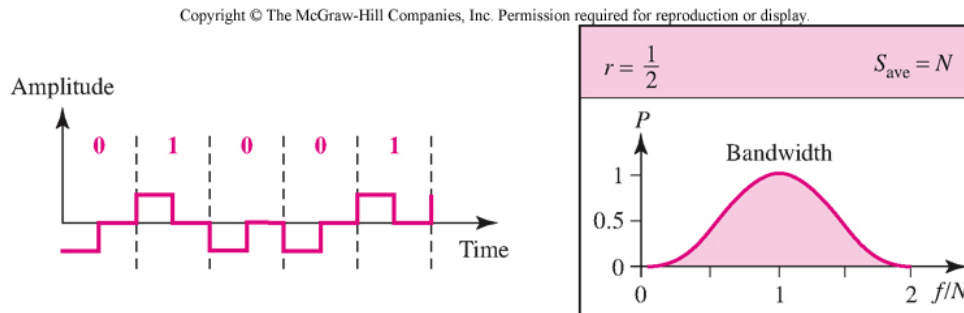 Copyright © The McGraw-Hill Companies, Inc. Permission required for reproduction or display.
Amplitude
0 1 0 0 1
Time
r = 1/2
S_ave = N
P
Bandwidth
1
0.5
0
0 1 2 f/N